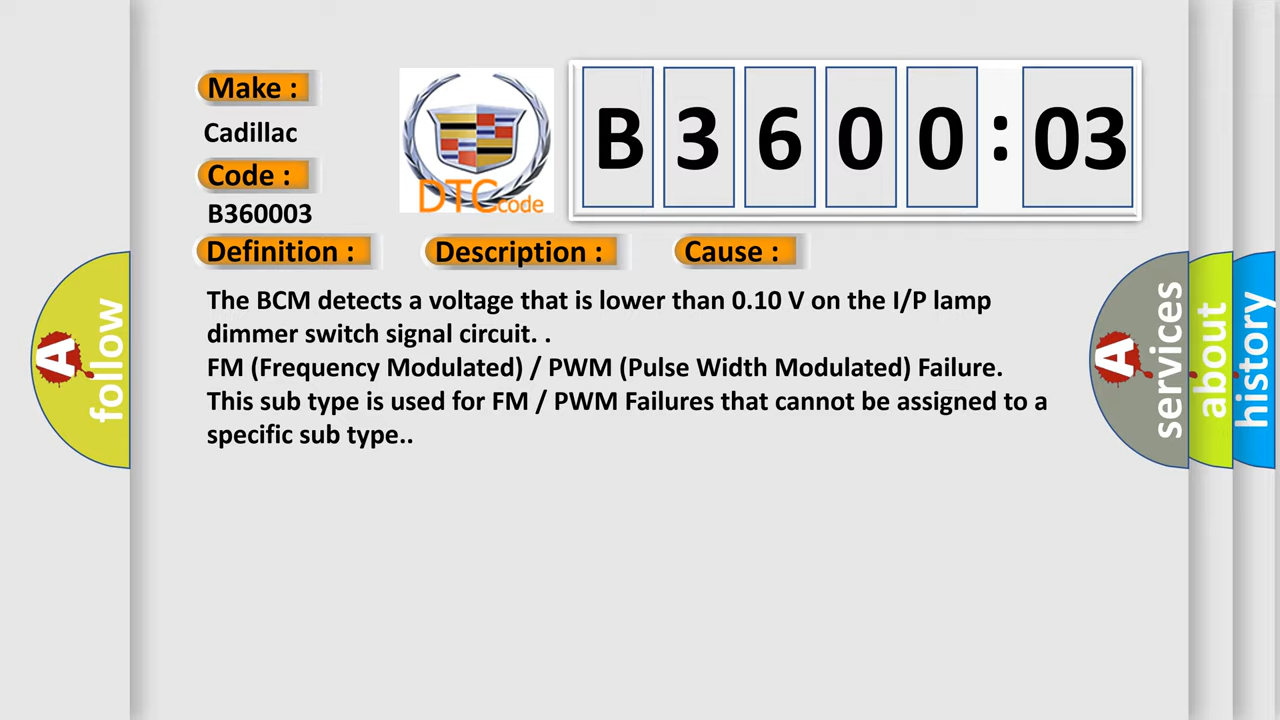 Make :
Cadillac
Code :
B360003
DTC code
B 3 6 0 0 : 03
Definition :
Description :
Cause :
The BCM detects a voltage that is lower than 0.10 V on the I/P lamp
dimmer switch signal circuit. .
FM (Frequency Modulated) / PWM (Pulse Width Modulated) Failure.
This sub type is used for FM / PWM Failures that cannot be assigned to a
specific sub type..
A follow
A services
about
history